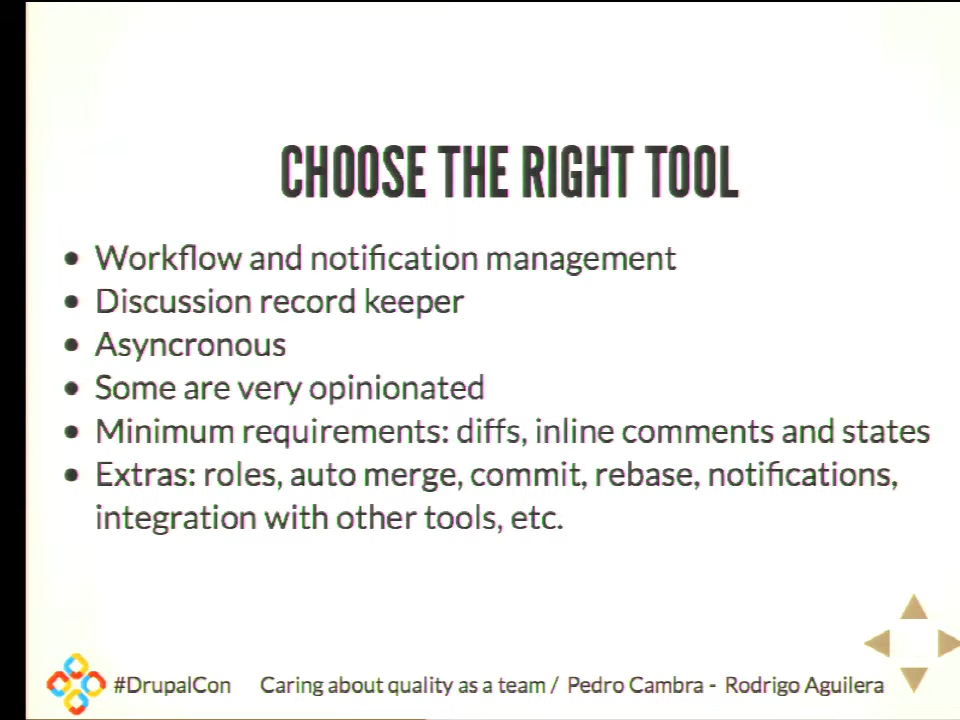 CHOOSE THE RIGHT TOOL
• Workflow and notification management
• Discussion record keeper
• Asyncronous
• Some are very opinionated
• Minimum requirements: diffs, inline comments and states
• Extras: roles, auto merge, commit, rebase, notifications,
integration with other tools, etc.
#DrupalCon Caring about quality as a team / Pedro Cambra - Rodrigo Aguilera